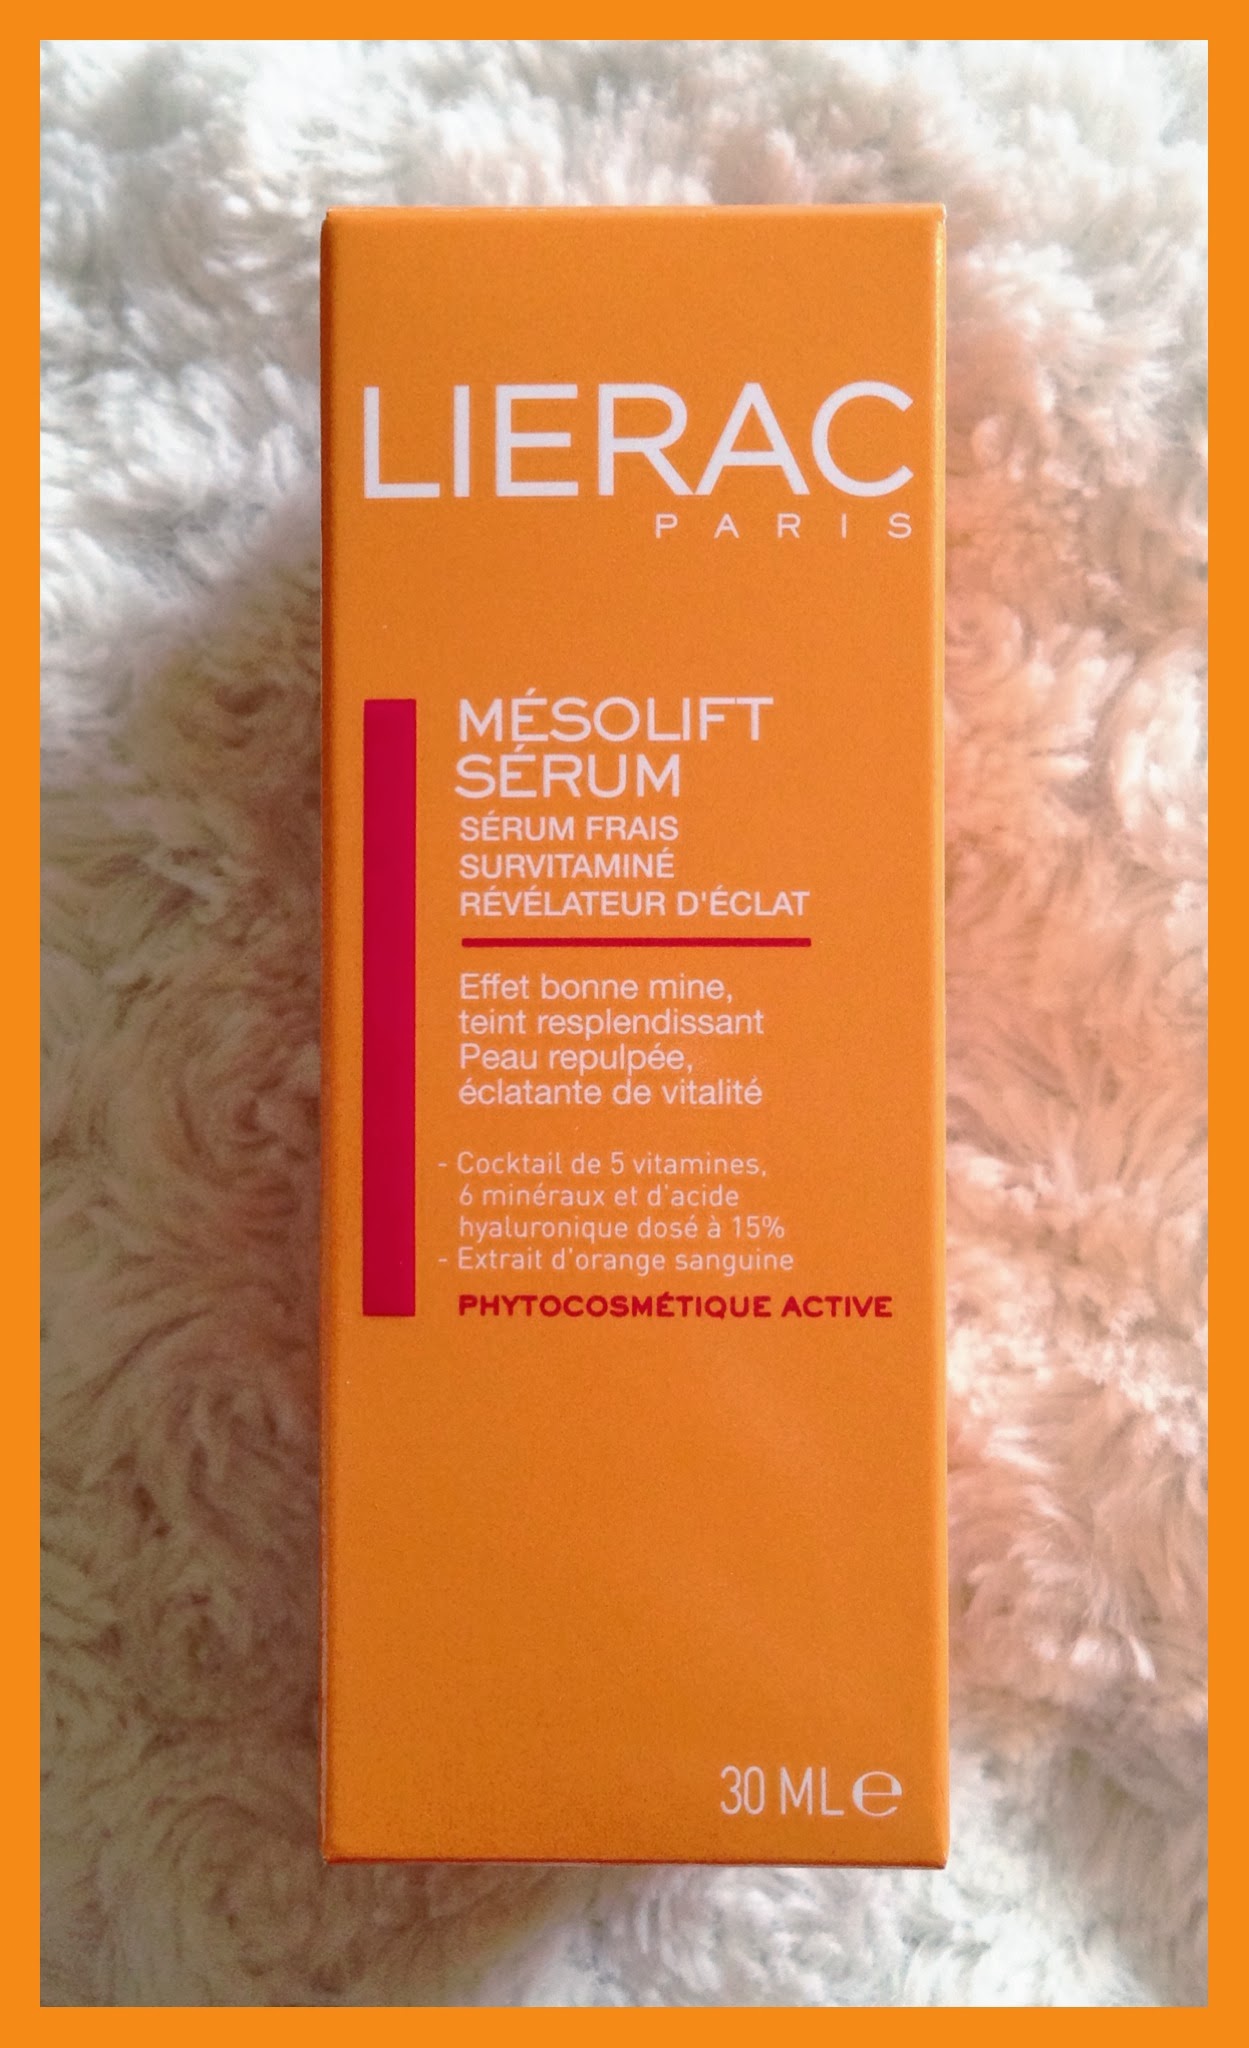 LIERAC
PARIS
MÉSOLIFT
SÉRUM
SÉRUM FRAIS
SURVITAMINÉ
RÉVÉLATEUR D'ÉCLAT
Effet bonne mine,
teint resplendissant
Peau repulpée,
éclatante de vitalité
- Cocktail de 5 vitamines,
6 minéraux et d'acide
hyaluronique dosé à 15%
- Extrait d'orange sanguine
PHYTOCOSMÉTIQUE ACTIVE
30 ML ℮